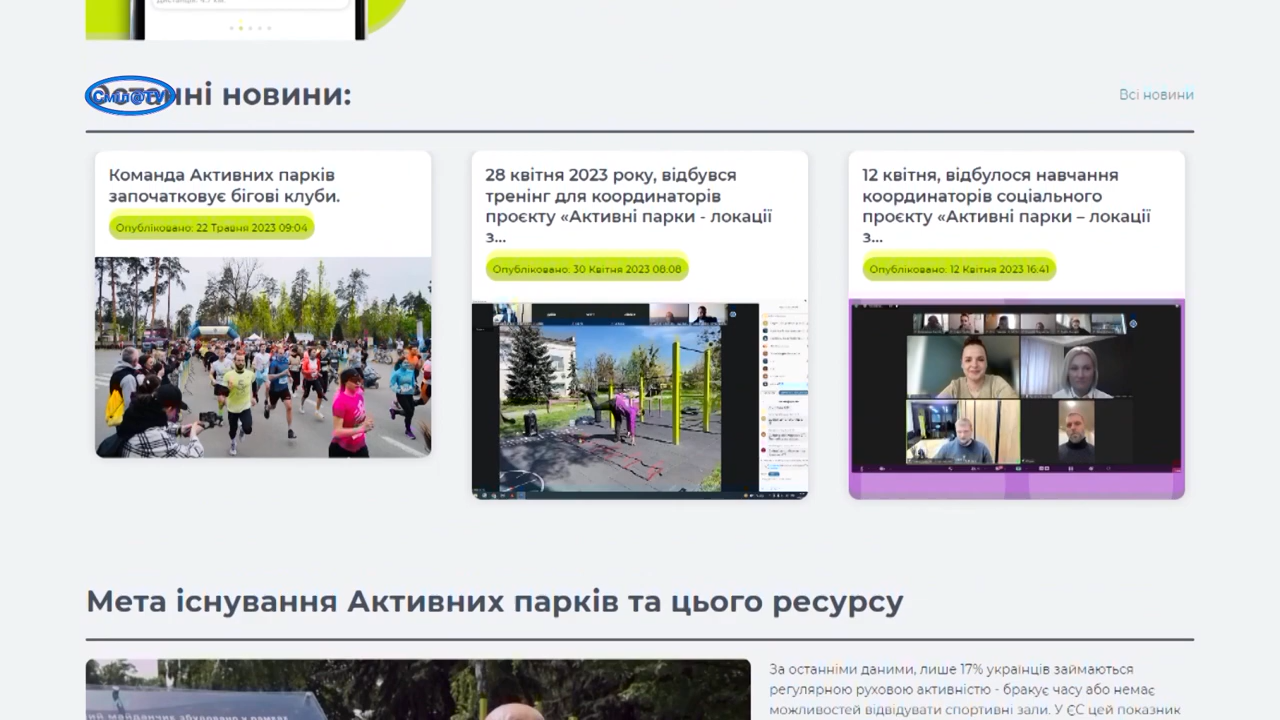 Останні новини:
Сміл@TV
Всі новини
Команда Активних парків
започатковує бігові клуби.
Опубліковано: 22 Травня 2023 09:04
28 квітня 2023 року, відбувся
тренінг для координаторів
проєкту «Активні парки - локації
з...
Опубліковано: 30 Квітня 2023 08:08
12 квітня, відбулося навчання
координаторів соціального
проєкту «Активні парки – локації
з...
Опубліковано: 12 Квітня 2023 16:41
Мета існування Активних парків та цього ресурсу
За останніми даними, лише 17% українців займаються
регулярною руховою активністю - бракує часу або немає
можливостей відвідувати спортивні зали. У ЄС цей показник